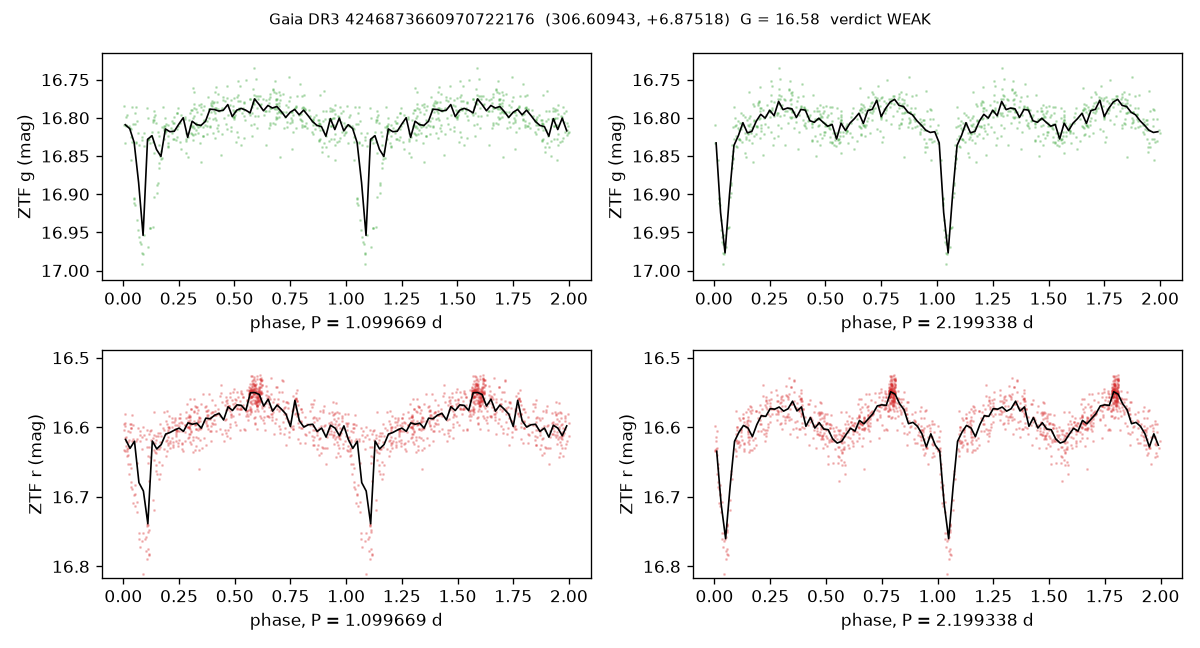 Gaia DR3 4246873660970722176 (306.60943, +6.87518) G = 16.58 verdict WEAK
ZTF g (mag)
16.75
16.80
16.85
16.90
16.95
17.00
0.00 0.25 0.50 0.75 1.00 1.25 1.50 1.75 2.00
phase, P = 1.099669 d
ZTF g (mag)
16.75
16.80
16.85
16.90
16.95
17.00
0.00 0.25 0.50 0.75 1.00 1.25 1.50 1.75 2.00
phase, P = 2.199338 d
ZTF r (mag)
16.5
16.6
16.7
16.8
0.00 0.25 0.50 0.75 1.00 1.25 1.50 1.75 2.00
phase, P = 1.099669 d
ZTF r (mag)
16.5
16.6
16.7
16.8
0.00 0.25 0.50 0.75 1.00 1.25 1.50 1.75 2.00
phase, P = 2.199338 d